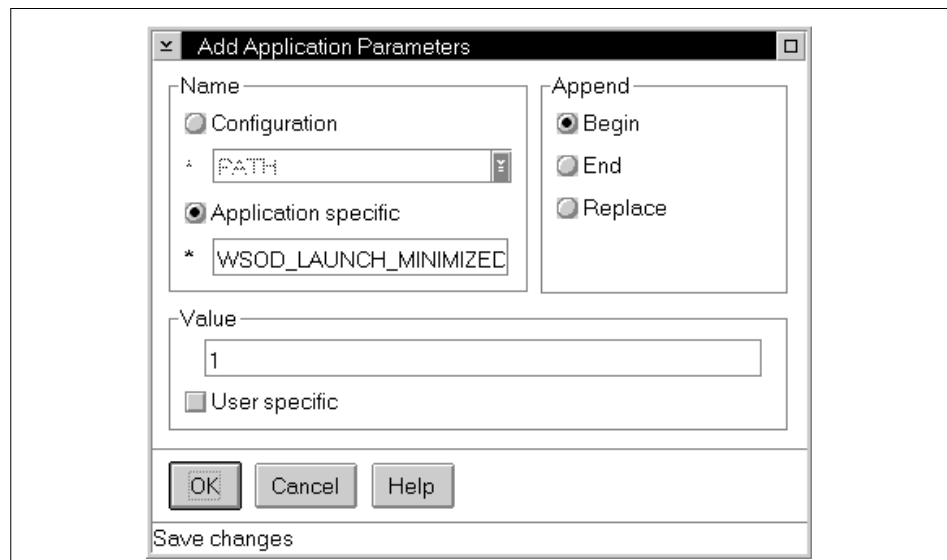 Add Application Parameters
Name
Configuration
* PATH
Application specific
* WSOD_LAUNCH_MINIMIZED
Append
Begin
End
Replace
Value
1
User specific
OK Cancel Help
Save changes